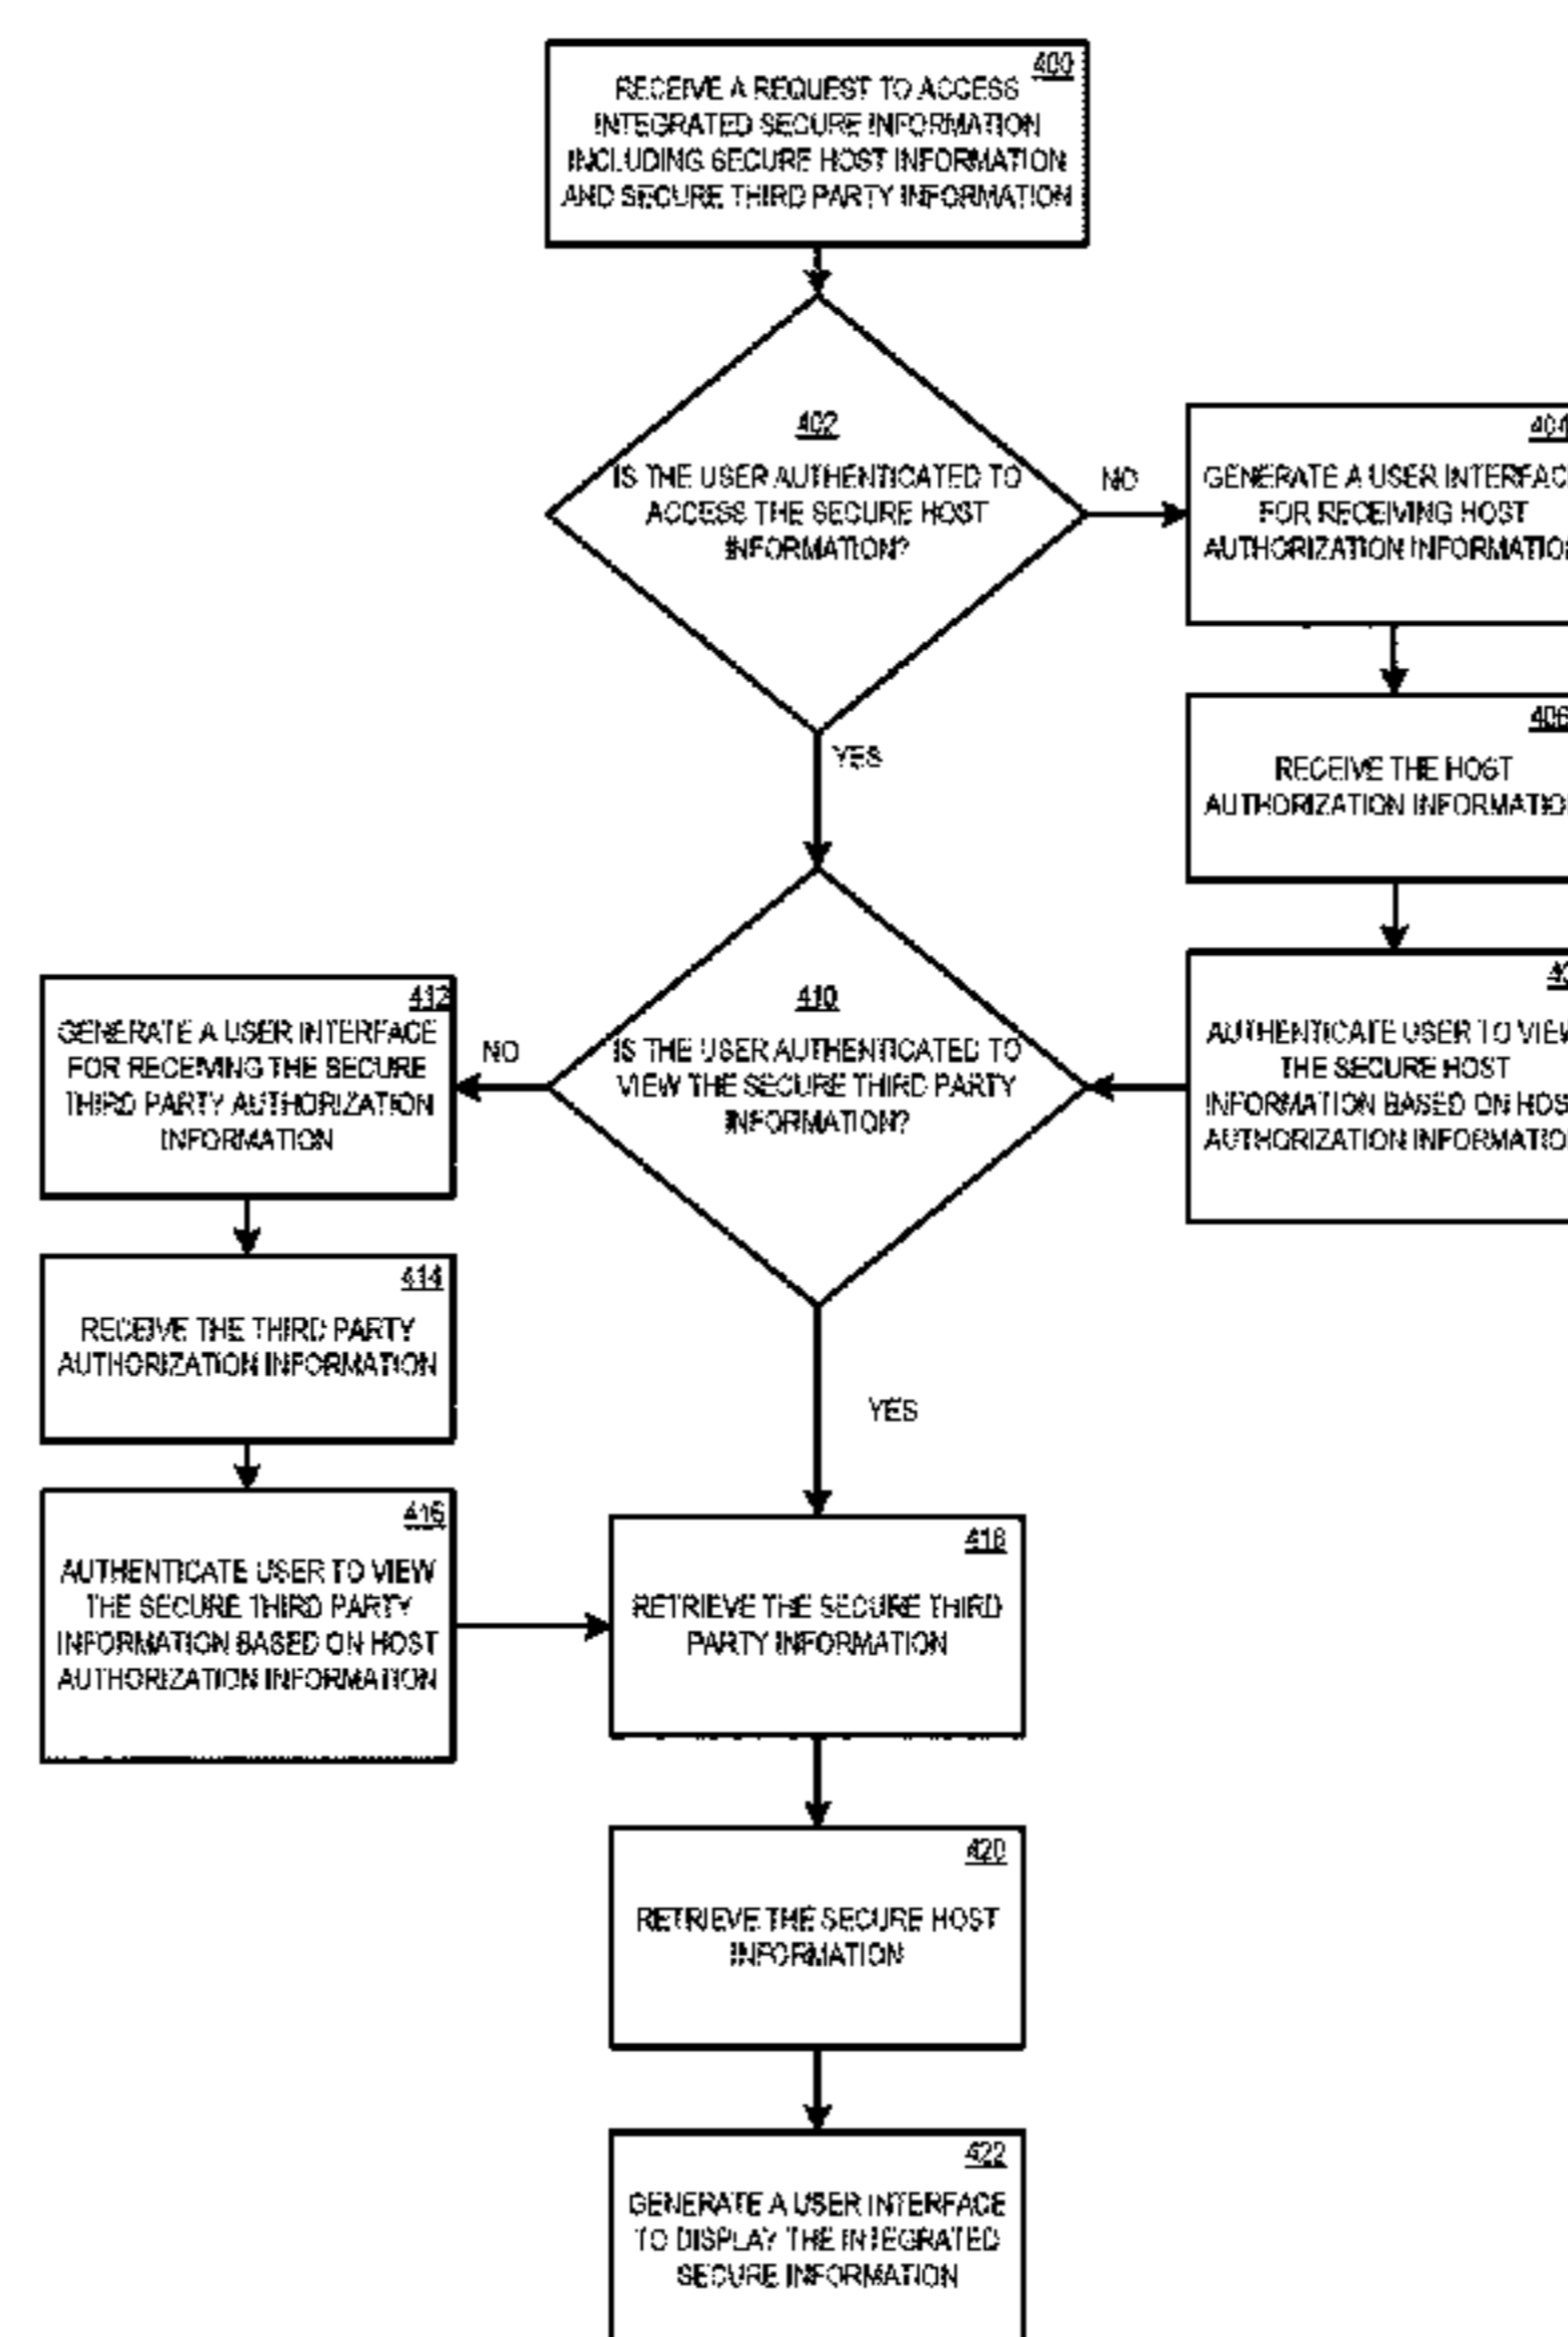 400
RECEIVE A REQUEST TO ACCESS
INTEGRATED SECURE INFORMATION
INCLUDING SECURE HOST INFORMATION
AND SECURE THIRD PARTY INFORMATION
402
IS THE USER AUTHENTICATED TO
ACCESS THE SECURE HOST
INFORMATION?
NO
GENERATE A USER
FOR RECEIVING HOST
AUTHORIZATION
YES
406
RECEIVE THE HOST
AUTHORIZATION
AUTHENTICATE USER TO
THE SECURE HOST
INFORMATION BASED ON
AUTHORIZATION
410
IS THE USER AUTHENTICATED TO
VIEW THE SECURE THIRD PARTY
INFORMATION?
NO
412
GENERATE A USER INTERFACE
FOR RECEIVING THE SECURE
THIRD PARTY AUTHORIZATION
INFORMATION
414
RECEIVE THE THIRD PARTY
AUTHORIZATION INFORMATION
YES
416
AUTHENTICATE USER TO VIEW
THE SECURE THIRD PARTY
INFORMATION BASED ON HOST
AUTHORIZATION INFORMATION
418
RETRIEVE THE SECURE THIRD
PARTY INFORMATION
420
RETRIEVE THE SECURE HOST
INFORMATION
422
GENERATE A USER INTERFACE
TO DISPLAY THE INTEGRATED
SECURE INFORMATION